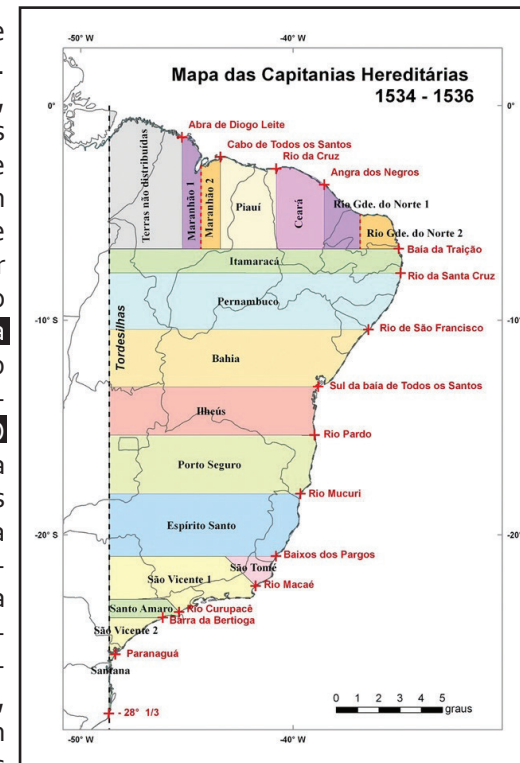 -50° W
-40° W
Mapa das Capitanias Hereditárias
1534 - 1536
0°
0°
Abra de Diogo Leite
Cabo de Todos os Santos
Rio da Cruz
Angra dos Negros
Terras não distribuídas
Maranhão 1
Maranhão 2
Piauí
Ceará
Rio Gde. do Norte 1
Rio Gde. do Norte 2
Baia da Traição
Itamaracá
Rio da Santa Cruz
Pernambuco
-10° S
-10° S
Rio de São Francisco
Tordesilhas
Bahia
Sul da baia de Todos os Santos
Ilheús
Rio Pardo
Porto Seguro
Rio Mucuri
Espírito Santo
-20° S
-20° S
Baixos dos Pargos
São Tomé
São Vicente 1
Rio Macaé
Santo Amaro
Rio Curupacê
Barra da Bertioga
São Vicente 2
Paranaguá
Santana
- 28° 1/3
0 1 2 3 4 5
graus
-50° W
-40° W